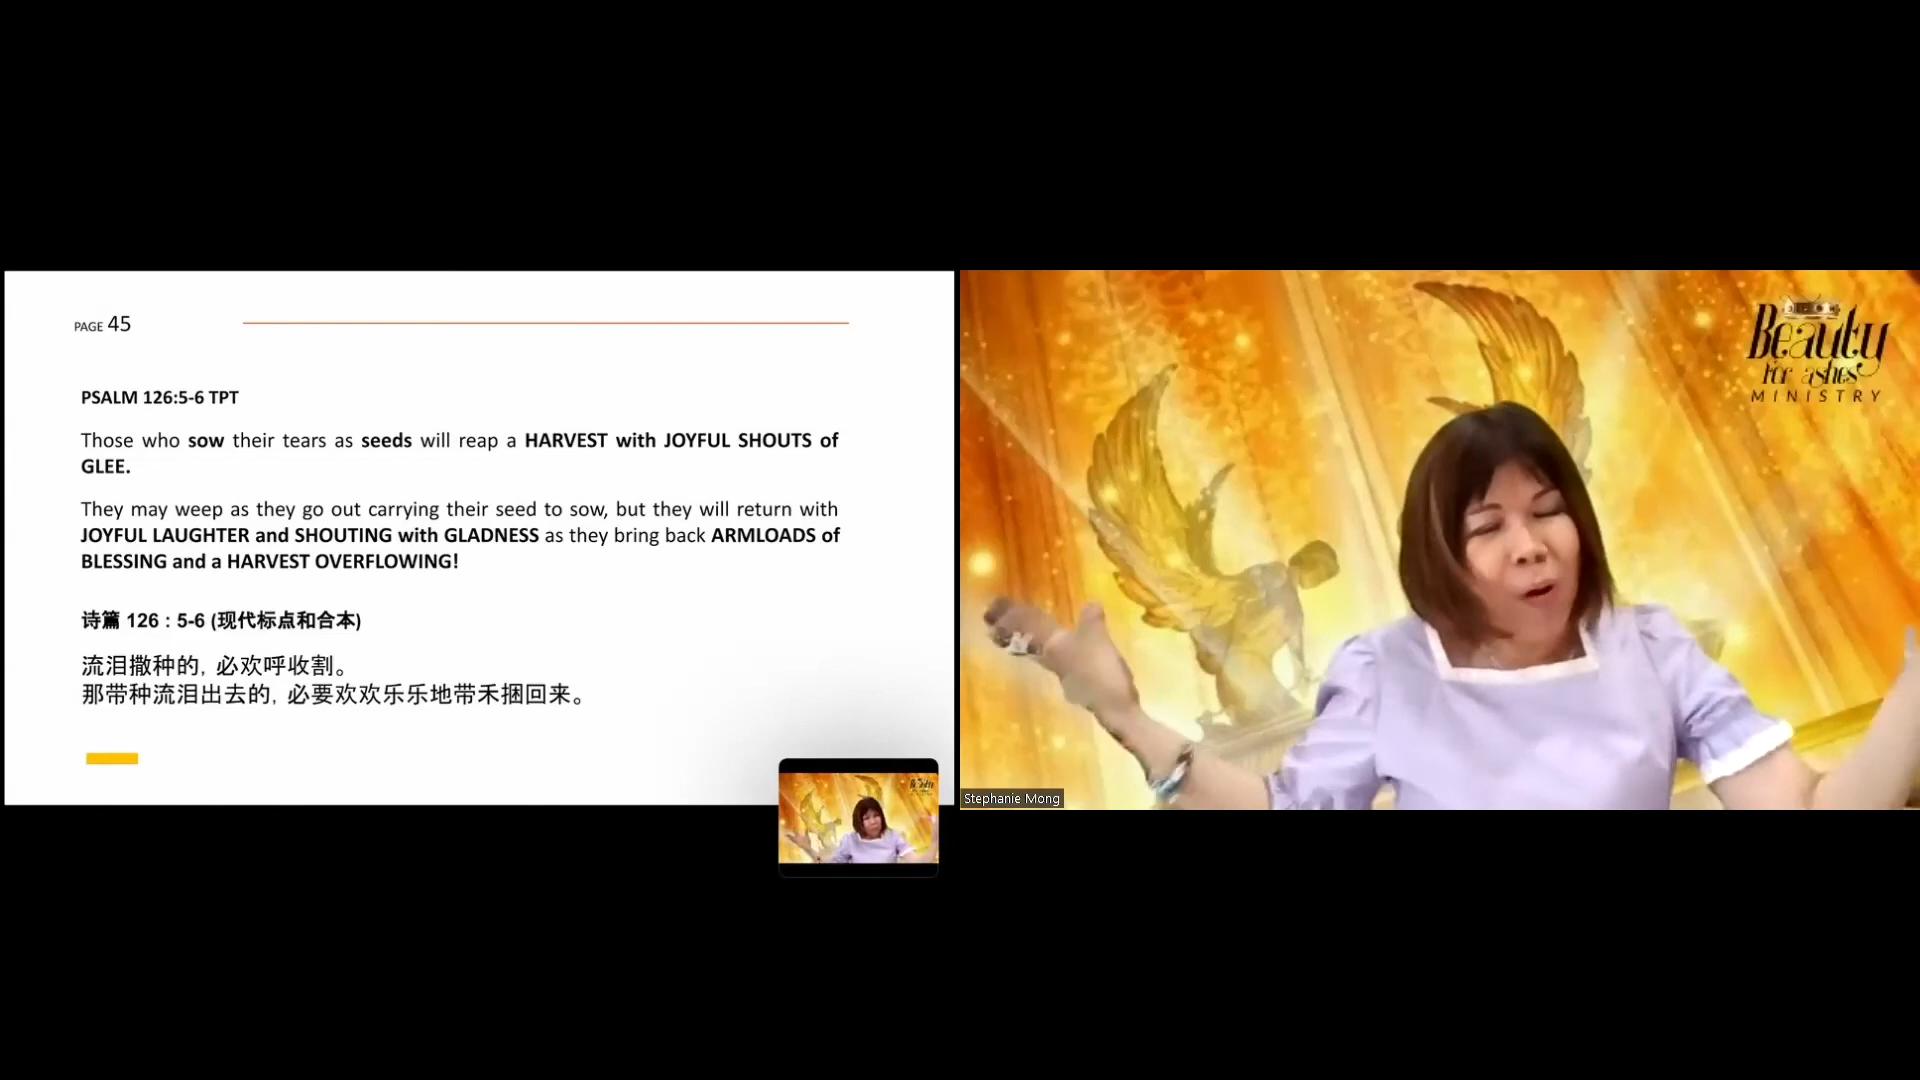 PAGE 45
PSALM 126:5-6 TPT
Those who sow their tears as seeds will reap a HARVEST with JOYFUL SHOUTS of
GLEE.
They may weep as they go out carrying their seed to sow, but they will return with
JOYFUL LAUGHTER and SHOUTING with GLADNESS as they bring back ARMLOADS of
BLESSING and a HARVEST OVERFLOWING!
诗篇 126 : 5-6 (现代标点和合本)
流泪撒种的, 必欢呼收割。
那带种流泪出去的, 必要欢欢乐乐地带禾捆回来。
Beauty
For ashes
MINISTRY
Stephanie Mong